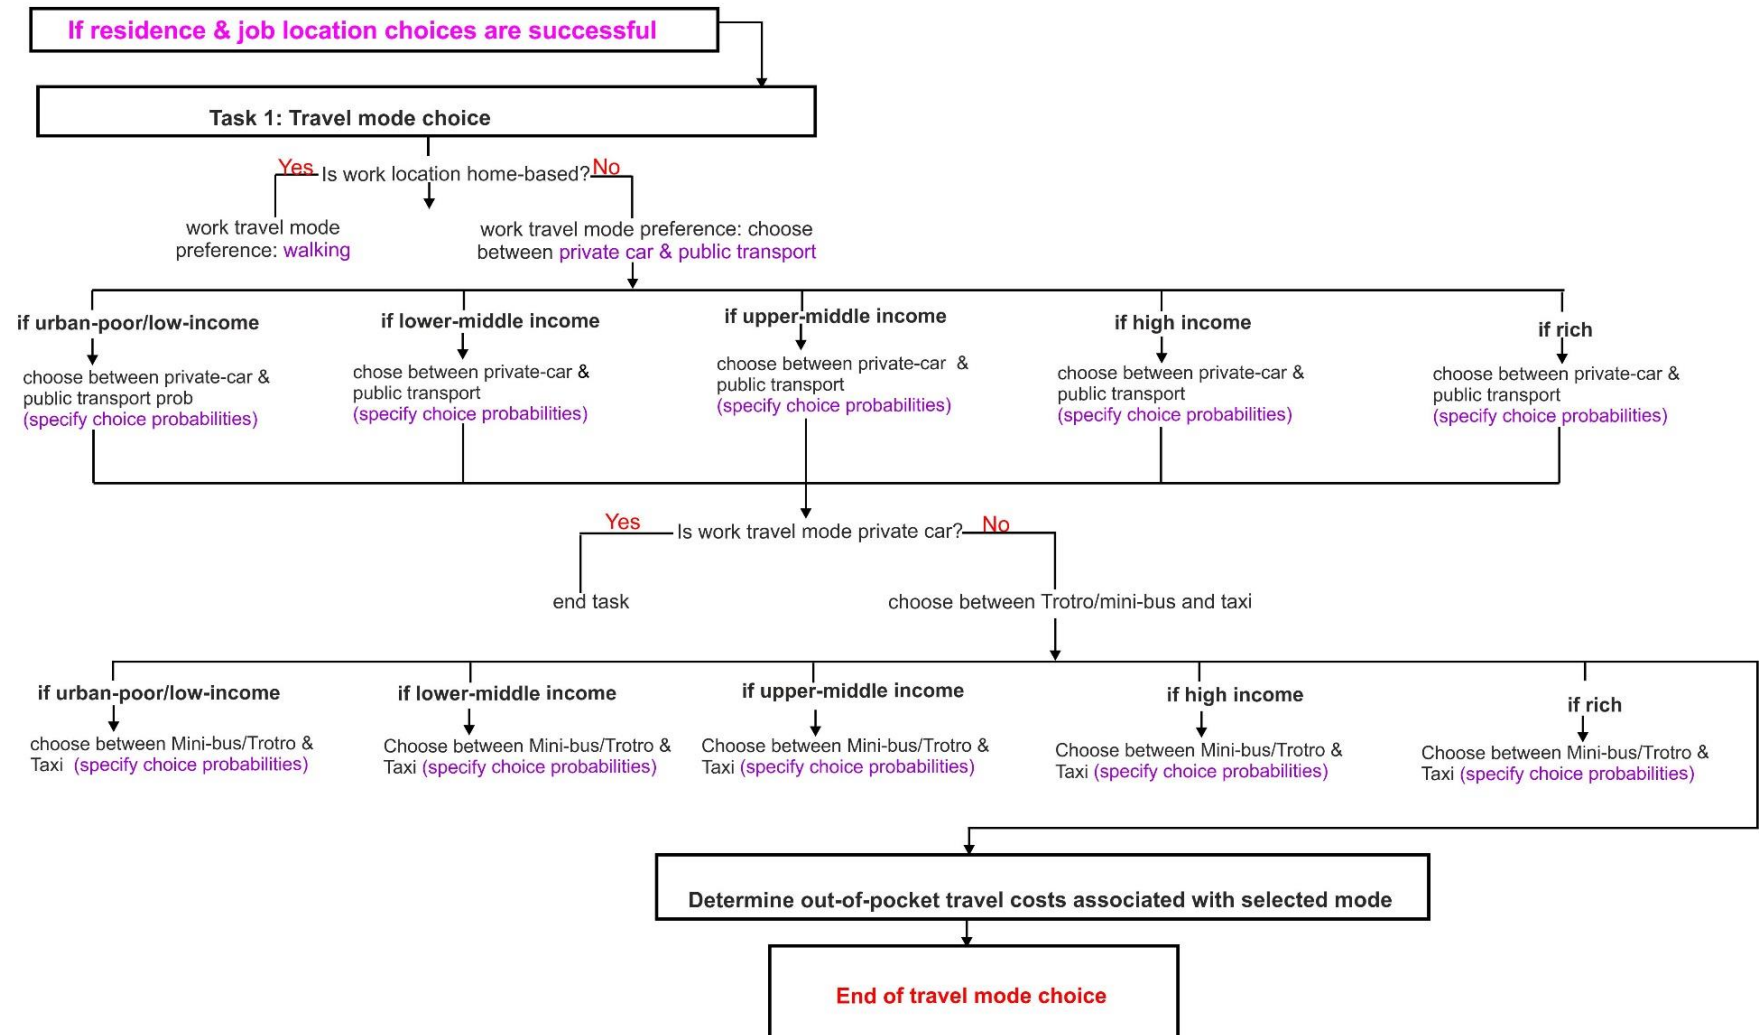 If residence & job location choices are successful
Task 1: Travel mode choice
Yes Is work location home-based? No
work travel mode
preference: walking
work travel mode preference: choose
between private car & public transport
if urban-poor/low-income
choose between private-car &
public transport prob
(specify choice probabilities)
if lower-middle income
chose between private-car &
public transport
(specify choice probabilities)
if upper-middle income
choose between private-car &
public transport
(specify choice probabilities)
if high income
choose between private-car &
public transport
(specify choice probabilities)
if rich
choose between private-car &
public transport
(specify choice probabilities)
Yes Is work travel mode private car? No
end task
choose between Trotro/mini-bus and taxi
if urban-poor/low-income
choose between Mini-bus/Trotro &
Taxi (specify choice probabilities)
if lower-middle income
Choose between Mini-bus/Trotro &
Taxi (specify choice probabilities)
if upper-middle income
Choose between Mini-bus/Trotro &
Taxi (specify choice probabilities)
if high income
Choose between Mini-bus/Trotro &
Taxi (specify choice probabilities)
if rich
Choose between Mini-bus/Trotro &
Taxi (specify choice probabilities)
Determine out-of-pocket travel costs associated with selected mode
End of travel mode choice